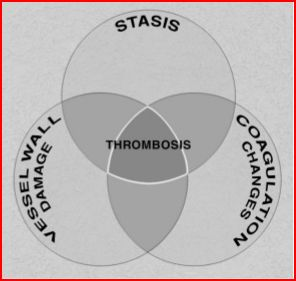 STASIS
THROMBOSIS
VESSEL WALL
DAMAGE
COAGULATION
CHANGES